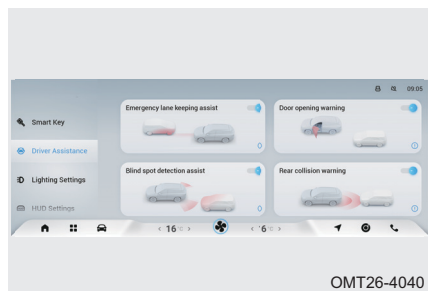 09:05
Smart Key
Driver Assistance
Lighting Settings
HUD Settings
Emergency lane keeping assist
Door opening warning
Blind spot detection assist
Rear collision warning
‹ 16 °C ›
‹ '6 °C ›
OMT26-4040